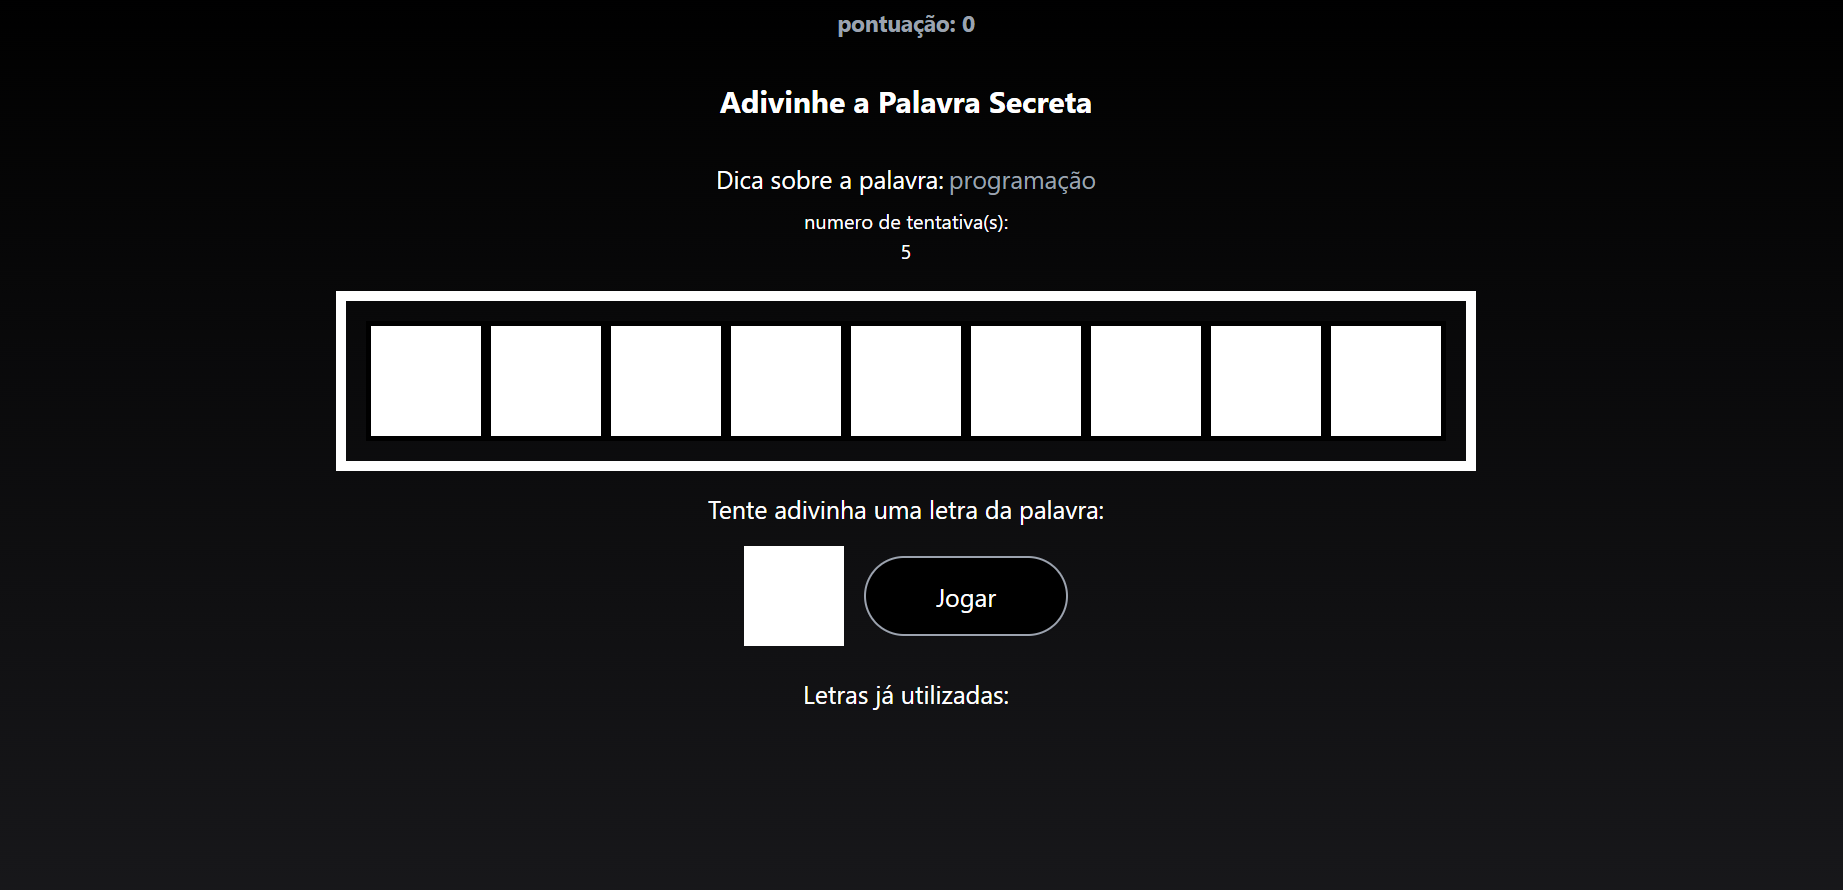 pontuação: 0
Adivinhe a Palavra Secreta
Dica sobre a palavra: programação
numero de tentativa(s):
5
Tente adivinha uma letra da palavra:
Jogar
Letras já utilizadas: